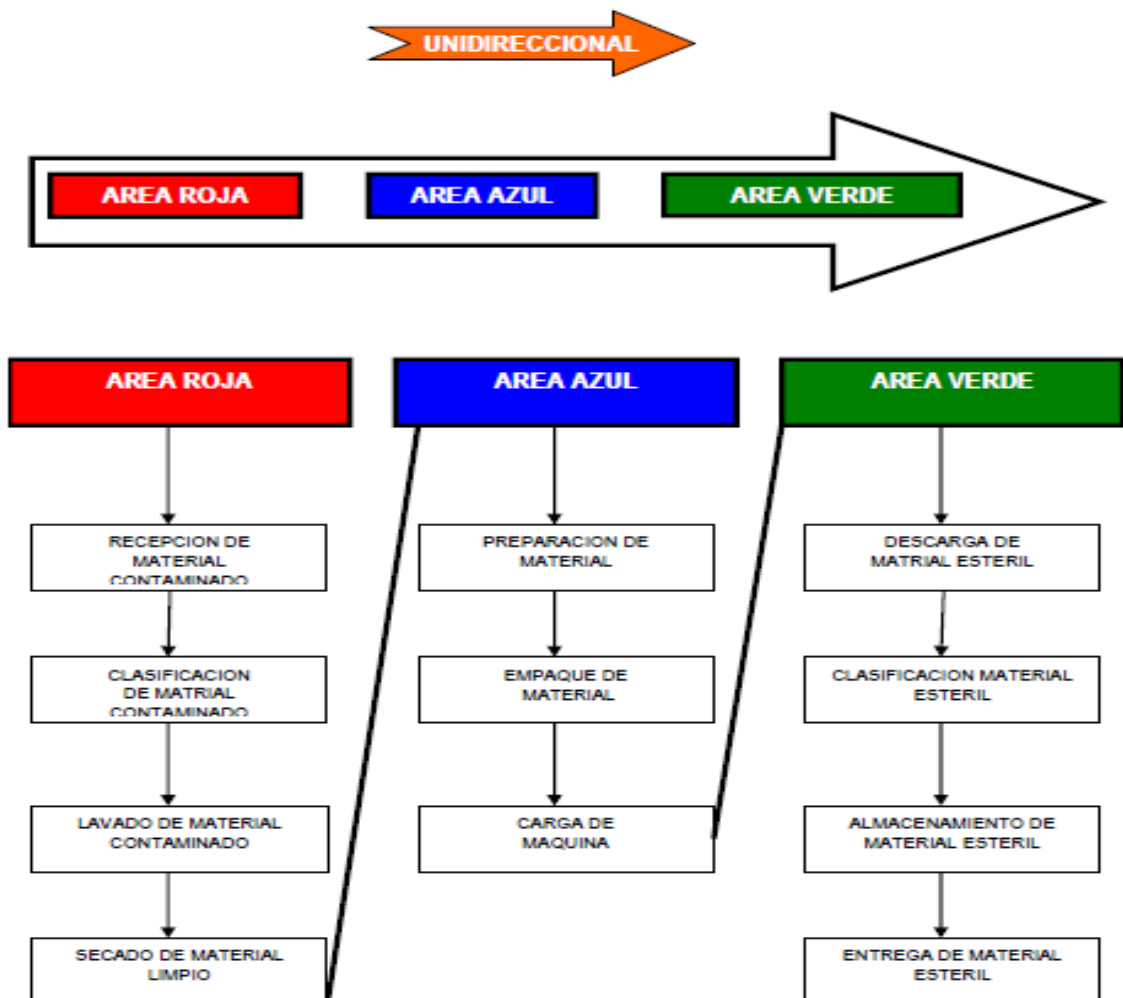 UNIDIRECCIONAL
AREA ROJA
AREA AZUL
AREA VERDE
AREA ROJA
AREA AZUL
AREA VERDE
RECEPCION DE
MATERIAL
CONTAMINADO
PREPARACION DE
MATERIAL
DESCARGA DE
MATRIAL ESTERIL
CLASIFICACION
DE MATRIAL
CONTAMINADO
EMPAQUE DE
MATERIAL
CLASIFICACION MATERIAL
ESTERIL
LAVADO DE MATERIAL
CONTAMINADO
CARGA DE
MAQUINA
ALMACENAMIENTO DE
MATERIAL ESTERIL
SECADO DE MATERIAL
LIMPIO
ENTREGA DE MATERIAL
ESTERIL